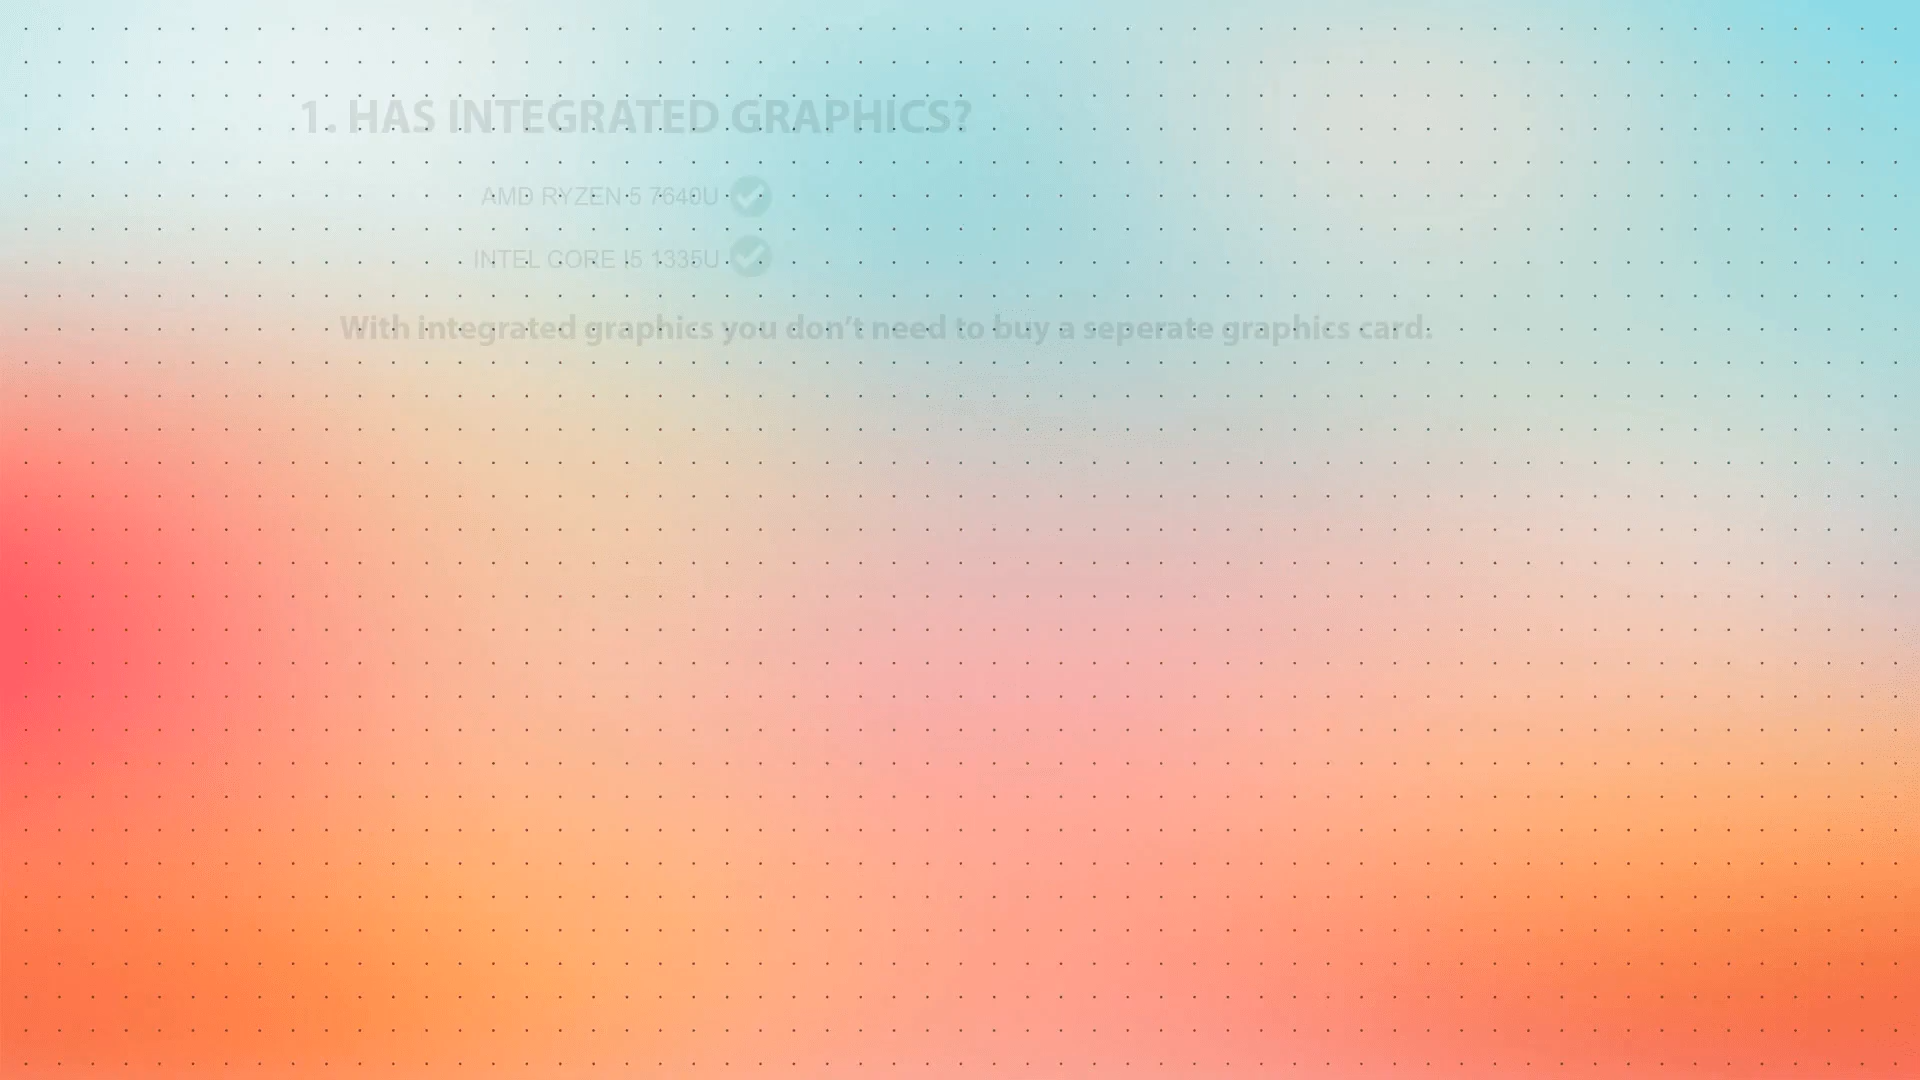 1. HAS INTEGRATED GRAPHICS?
AMD RYZEN 5 7640U
INTEL CORE I5 1335U
With integrated graphics you don’t need to buy a seperate graphics card.